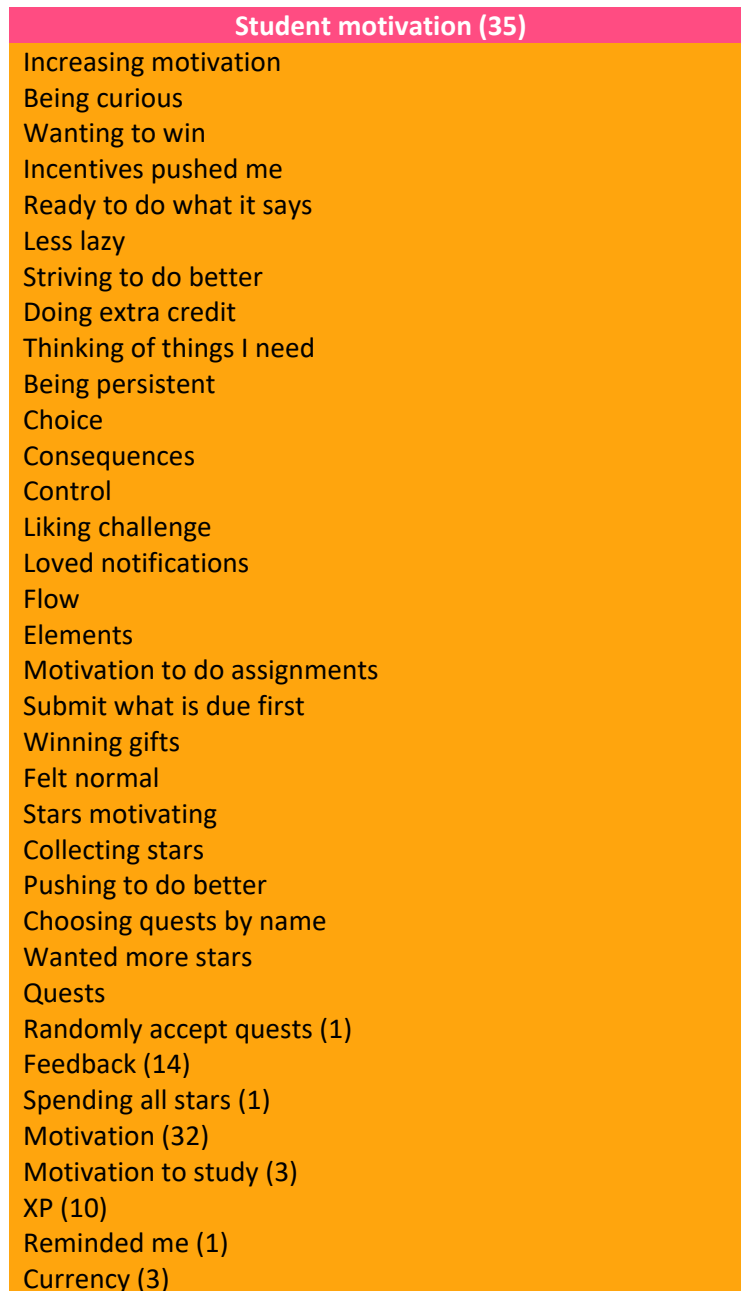 Student motivation (35)
Increasing motivation
Being curious
Wanting to win
Incentives pushed me
Ready to do what it says
Less lazy
Striving to do better
Doing extra credit
Thinking of things I need
Being persistent
Choice
Consequences
Control
Liking challenge
Loved notifications
Flow
Elements
Motivation to do assignments
Submit what is due first
Winning gifts
Felt normal
Stars motivating
Collecting stars
Pushing to do better
Choosing quests by name
Wanted more stars
Quests
Randomly accept quests (1)
Feedback (14)
Spending all stars (1)
Motivation (32)
Motivation to study (3)
XP (10)
Reminded me (1)
Currency (3)